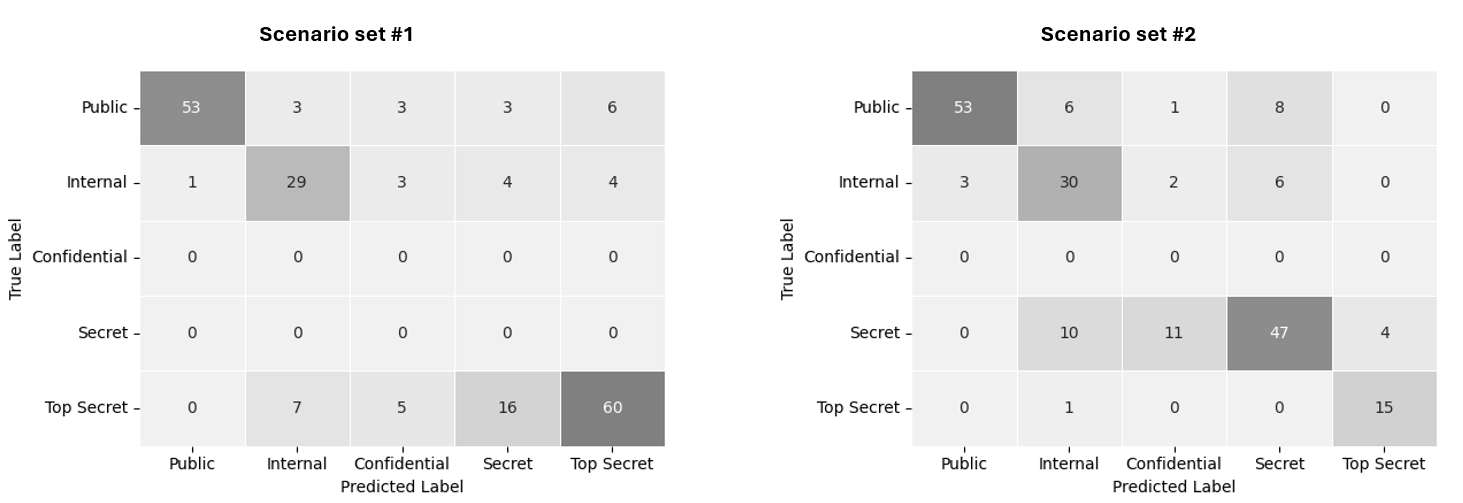 Scenario set #1
Public 53 3 3 3 6
Internal 1 29 3 4 4
Confidential 0 0 0 0 0
Secret 0 0 0 0 0
Top Secret 0 7 5 16 60
Public Internal Confidential Secret Top Secret
Predicted Label
True Label
Scenario set #2
Public 53 6 1 8 0
Internal 3 30 2 6 0
Confidential 0 0 0 0 0
Secret 0 10 11 47 4
Top Secret 0 1 0 0 15
Public Internal Confidential Secret Top Secret
Predicted Label
True Label